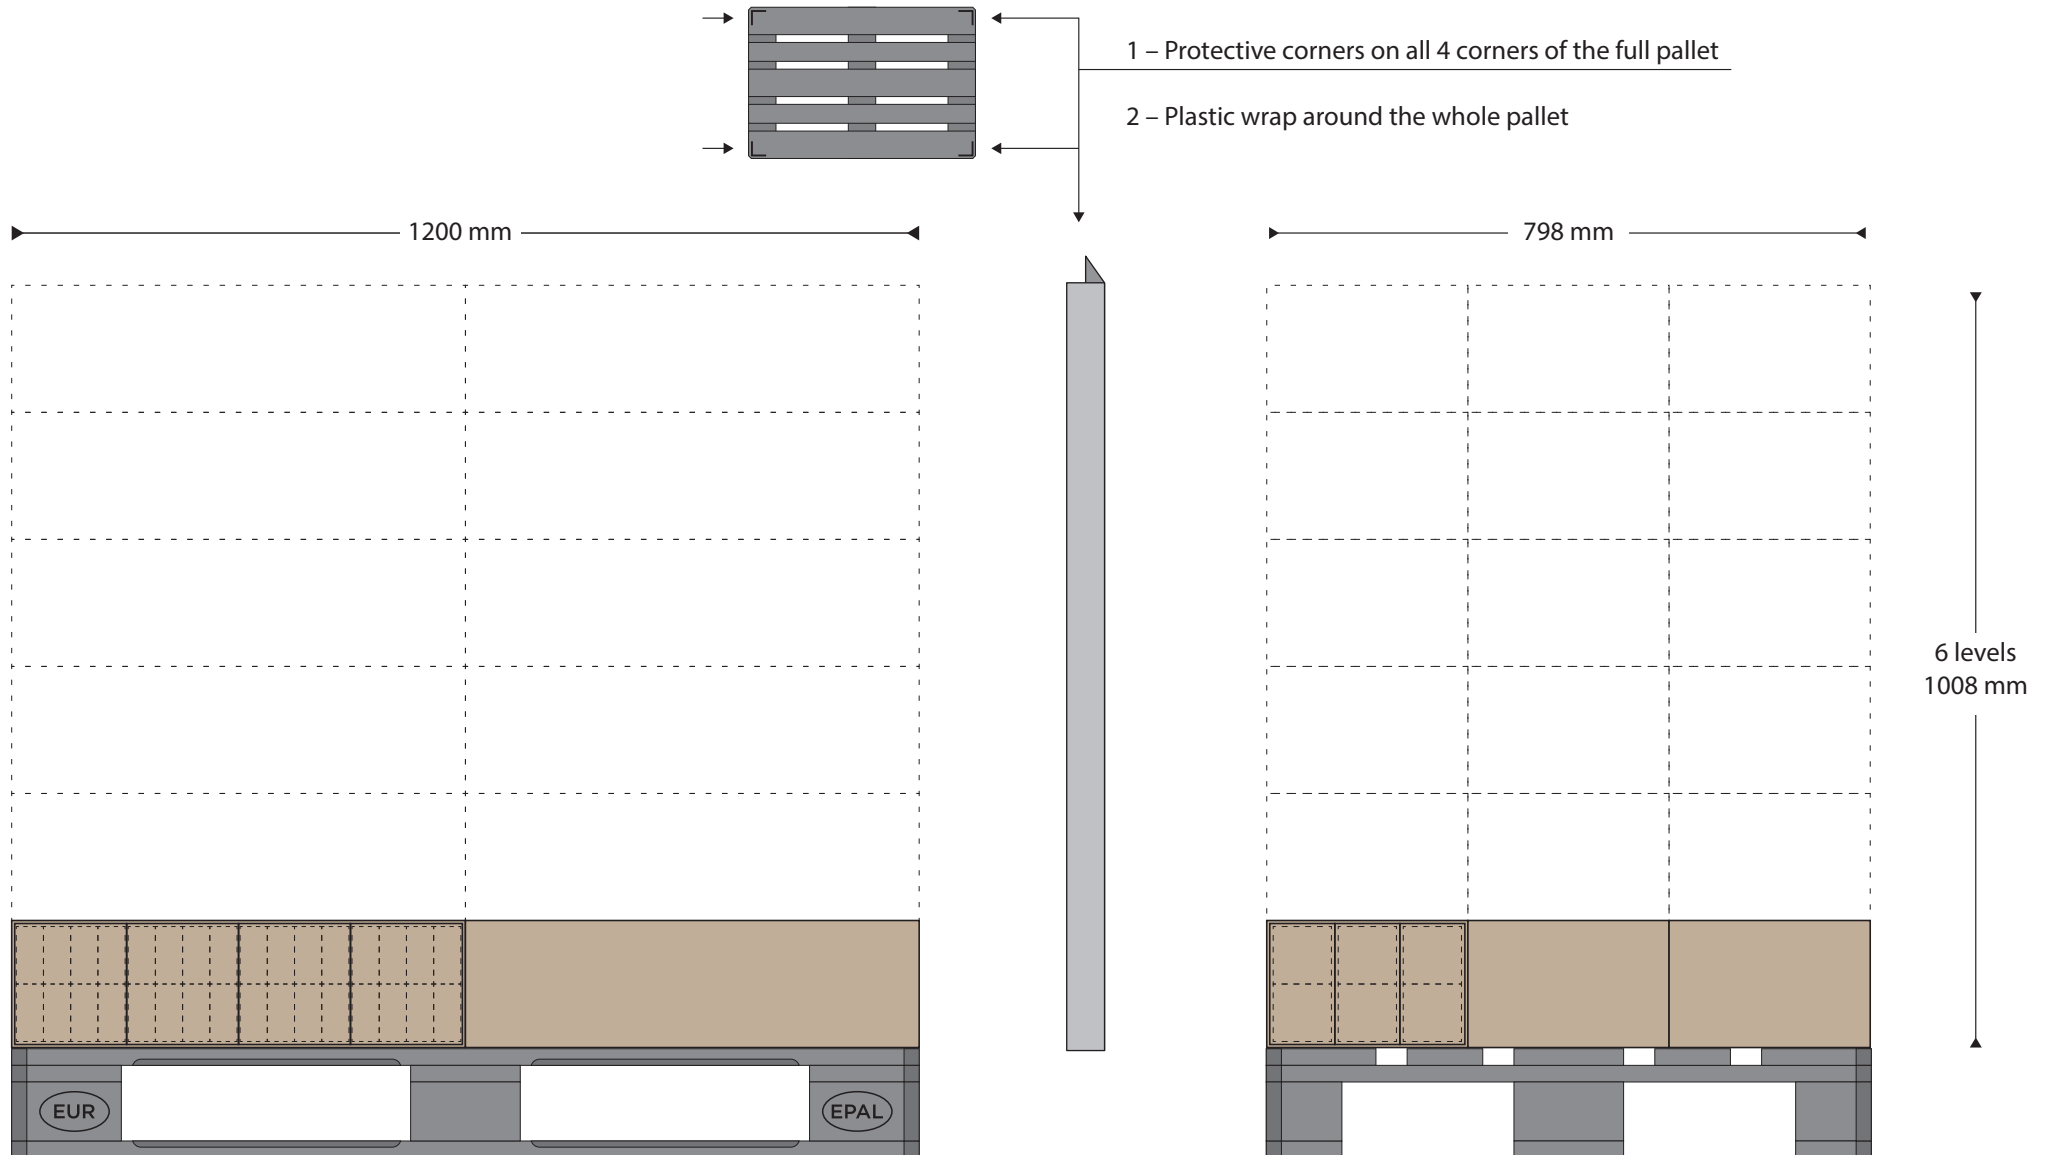 1 – Protective corners on all 4 corners of the full pallet
2 – Plastic wrap around the whole pallet
1200 mm
798 mm
6 levels
1008 mm
EUR
EPAL